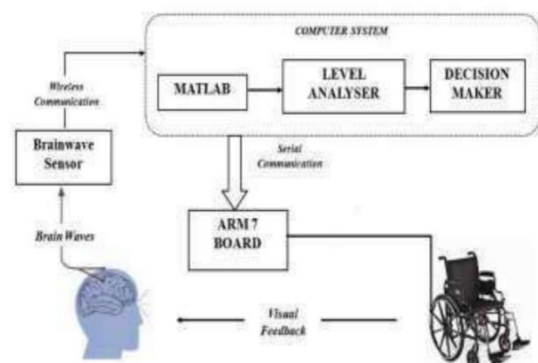 COMPUTER SYSTEM
MATLAB
LEVEL
ANALYSER
DECISION
MAKER
Wireless
Communication
Brainwave
Sensor
Serial
Communication
ARM 7
BOARD
Brain Waves
Visual
Feedback